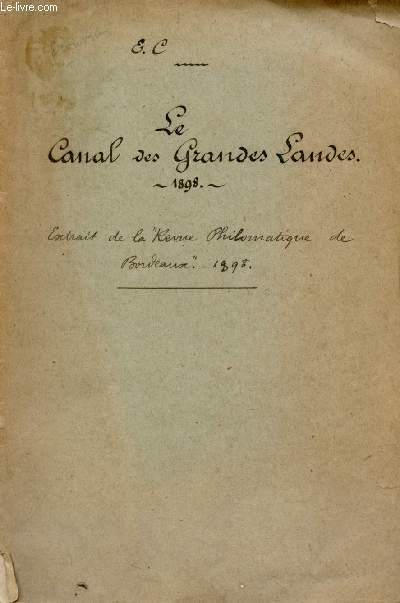 Le-livre.com
E. C
Le
Canal des Grandes Landes.
~ 1898. ~
Extrait de la "Revue Philomatique de
Bordeaux". 1898.